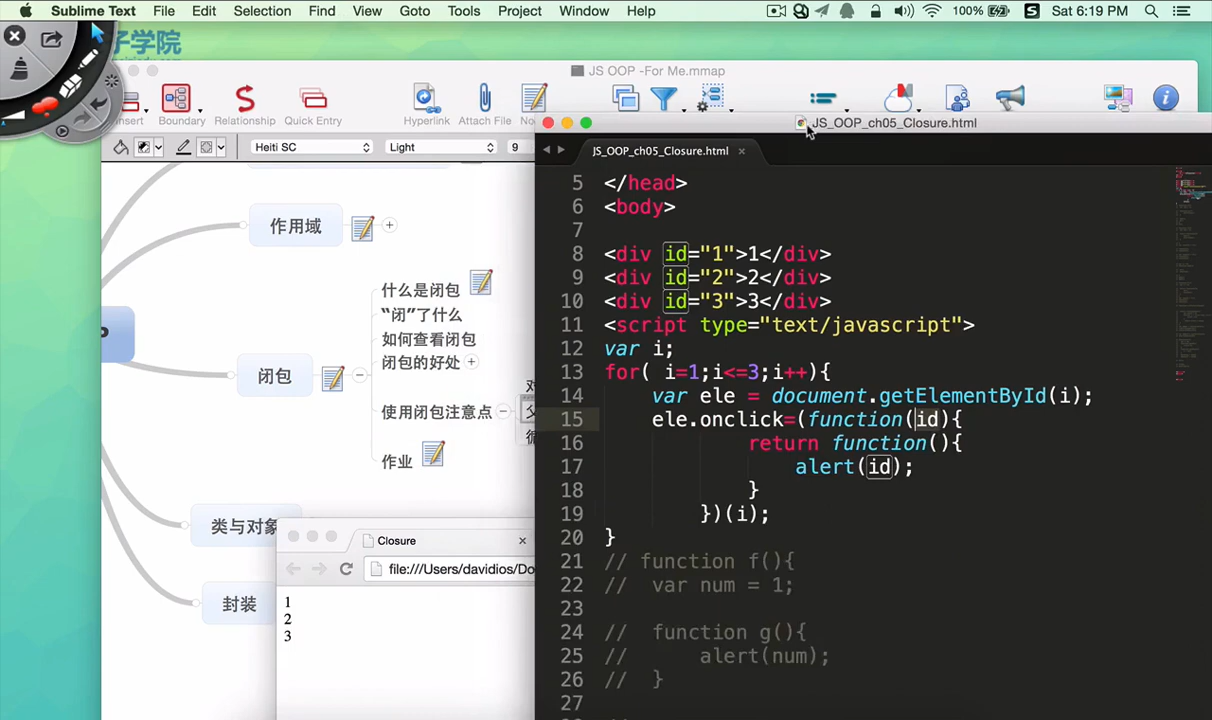 Sublime Text File Edit Selection Find View Goto Tools Project Window Help 100% Sat 6:19 PM
子学院
JS OOP -For Me.mmap
Insert Boundary Relationship Quick Entry Hyperlink Attach File Notes
Heiti SC Light 9
作用域
什么是闭包
“闭”了什么
如何查看闭包
闭包的好处
闭包
使用闭包注意点
作业
类与对象
封装
Closure
file:///Users/davidios/Do
1
2
3
JS_OOP_ch05_Closure.html
JS_OOP_ch05_Closure.html
5 </head>
6 <body>
7
8 <div id="1">1</div>
9 <div id="2">2</div>
10 <div id="3">3</div>
11 <script type="text/javascript">
12 var i;
13 for( i=1;i<=3;i++){
14 var ele = document.getElementById(i);
15 ele.onclick=(function(id){
16 return function(){
17 alert(id);
18 }
19 })(i);
20 }
21 // function f(){
22 // var num = 1;
23
24 // function g(){
25 // alert(num);
26 // }
27